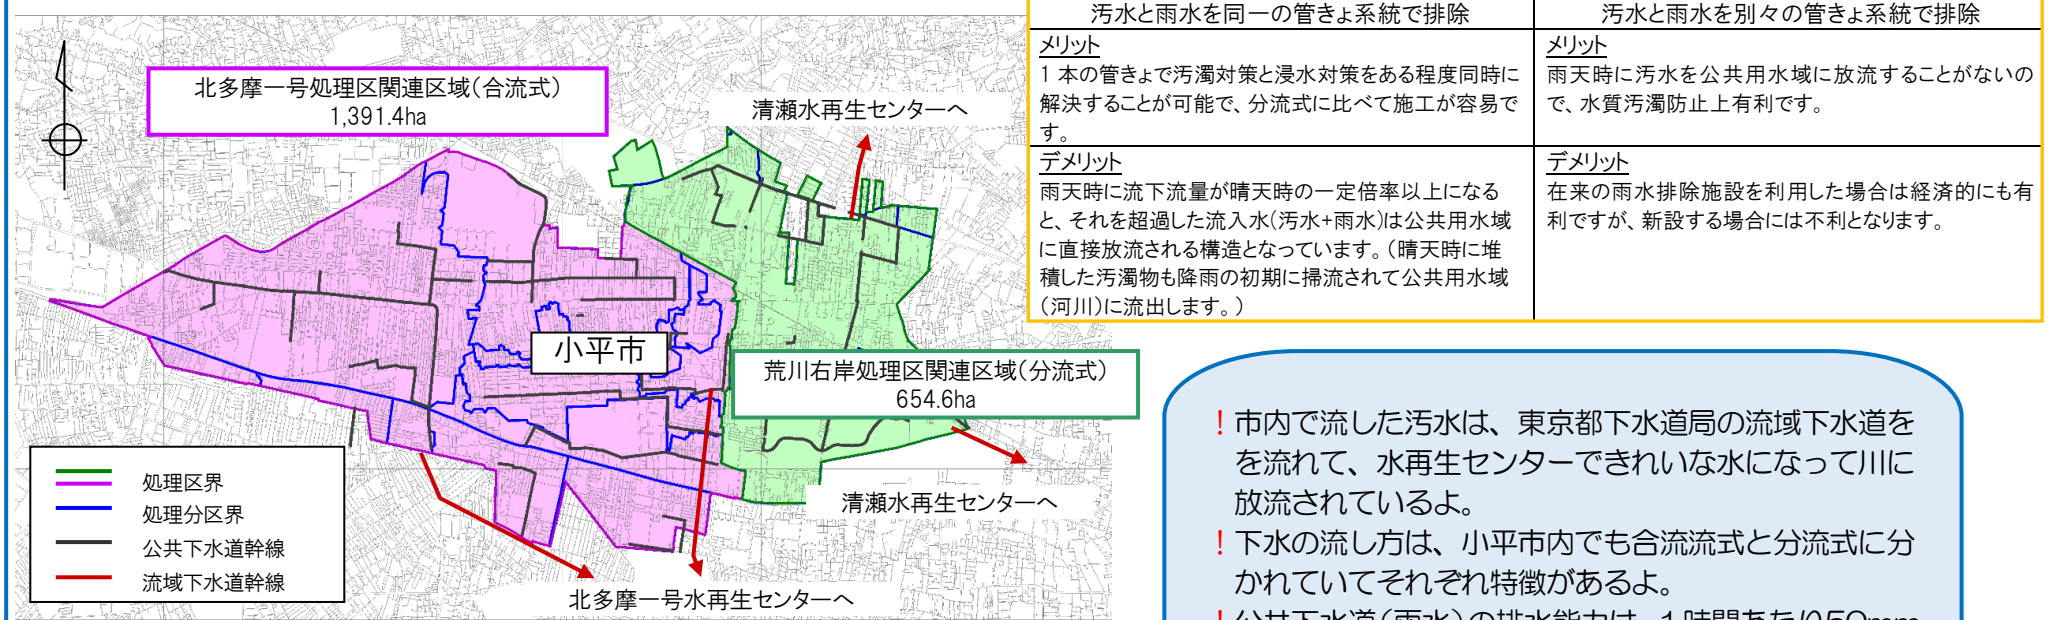 北多摩一号処理区関連区域(合流式)
1,391.4ha
清瀬水再生センターへ
小平市
荒川右岸処理区関連区域(分流式)
654.6ha
清瀬水再生センターへ
北多摩一号水再生センターへ
処理区界
処理分区界
公共下水道幹線
流域下水道幹線
汚水と雨水を同一の管きょ系統で排除
メリット
1 本の管きょで汚濁対策と浸水対策をある程度同時に
解決することが可能で、分流式に比べて施工が容易で
す。
デメリット
雨天時に流下流量が晴天時の一定倍率以上になる
と、それを超過した流入水(汚水+雨水)は公共用水域
に直接放流される構造となっています。(晴天時に堆
積した汚濁物も降雨の初期に掃流されて公共用水域
(河川)に流出します。)
汚水と雨水を別々の管きょ系統で排除
メリット
雨天時に汚水を公共用水域に放流することがないの
で、水質汚濁防止上有利です。
デメリット
在来の雨水排除施設を利用した場合は経済的にも有
利ですが、新設する場合には不利となります。
！市内で流した汚水は、東京都下水道局の流域下水道を
を流れて、水再生センターできれいな水になって川に
放流されているよ。
！下水の流し方は、小平市内でも合流流式と分流式に分
かれていてそれぞれ特徴があるよ。
！公共下水道(雨水)の排水能力は、1時間あたり50mm